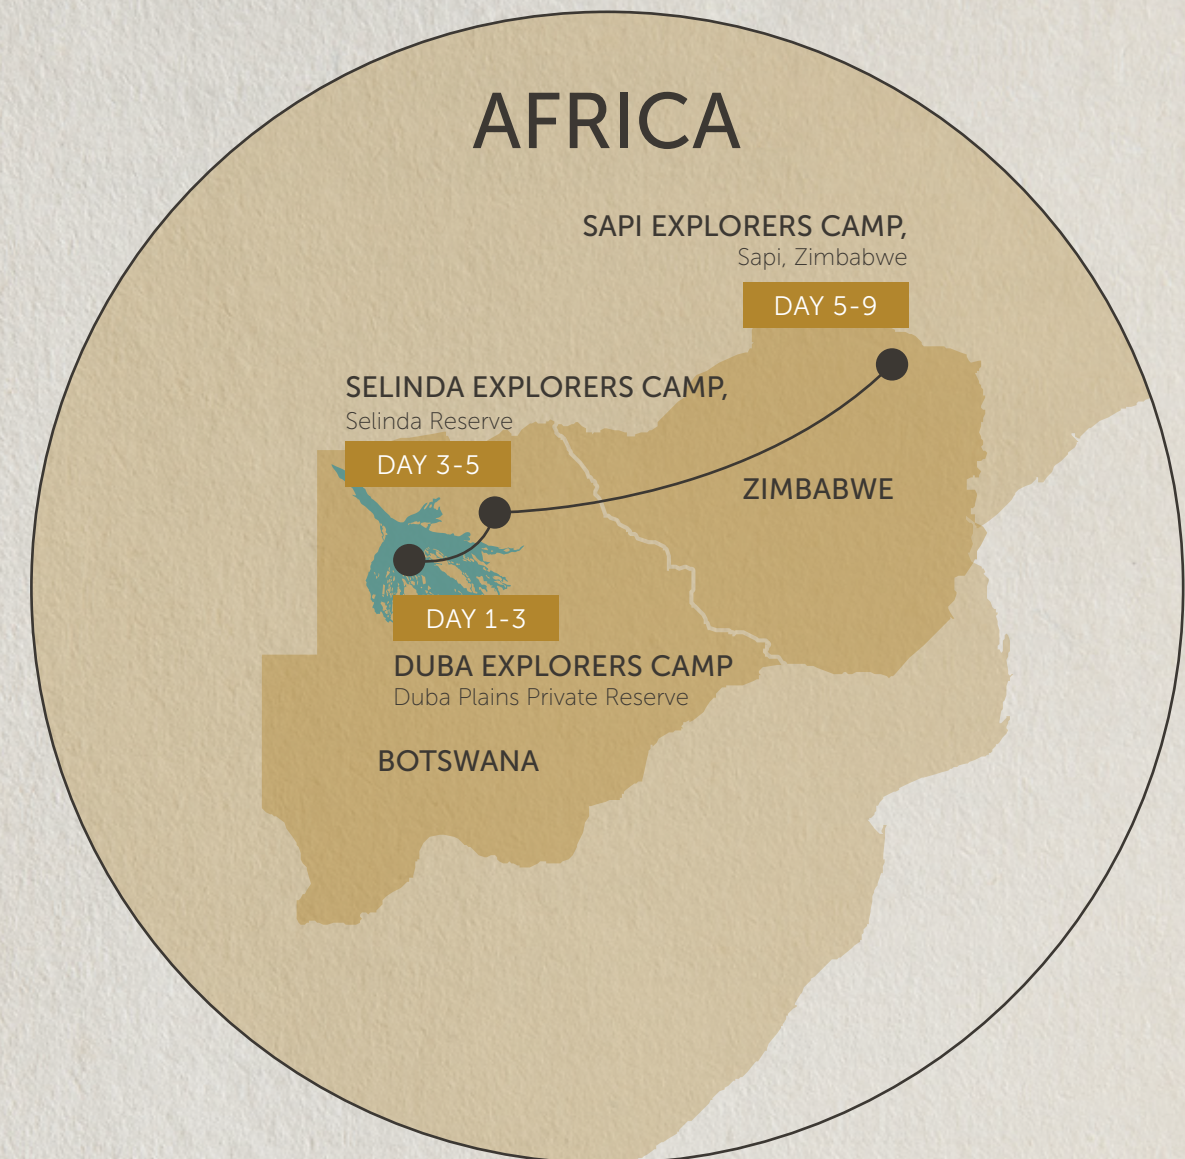 AFRICA
SAPI EXPLORERS CAMP,
Sapi, Zimbabwe
DAY 5-9
SELINDA EXPLORERS CAMP,
Selinda Reserve
DAY 3-5
ZIMBABWE
DAY 1-3
DUBA EXPLORERS CAMP
Duba Plains Private Reserve
BOTSWANA